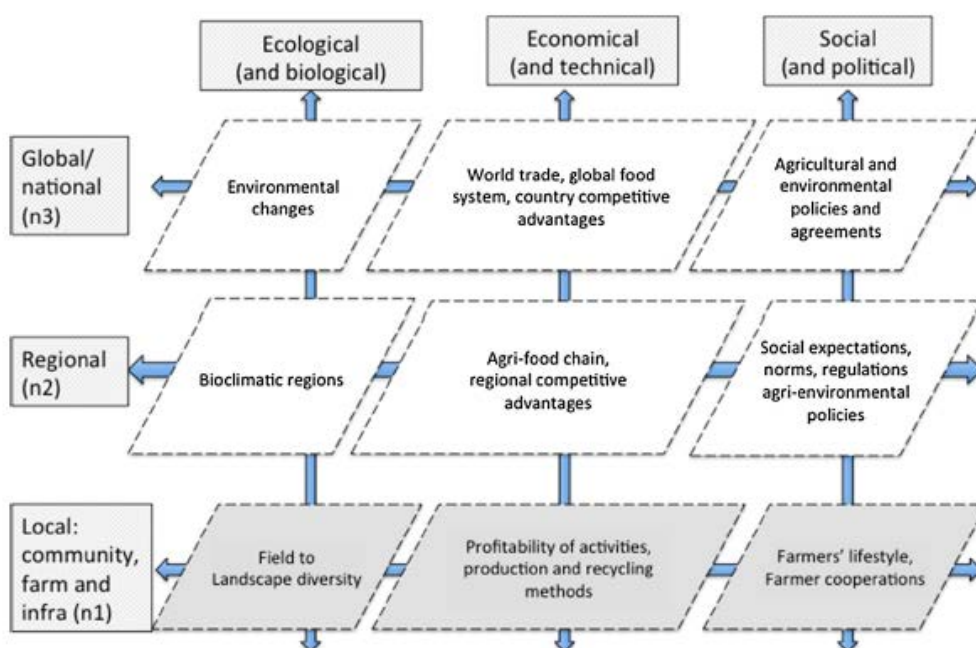 Ecological
(and biological)
Economical
(and technical)
Social
(and political)
Global/
national
(n3)
Environmental
changes
World trade, global food
system, country competitive
advantages
Agricultural and
environmental
policies and
agreements
Regional
(n2)
Bioclimatic regions
Agri-food chain,
regional competitive
advantages
Social expectations,
norms, regulations
agri-environmental
policies
Local:
community,
farm and
infra (n1)
Field to
Landscape diversity
Profitability of activities,
production and recycling
methods
Farmers' lifestyle,
Farmer cooperations